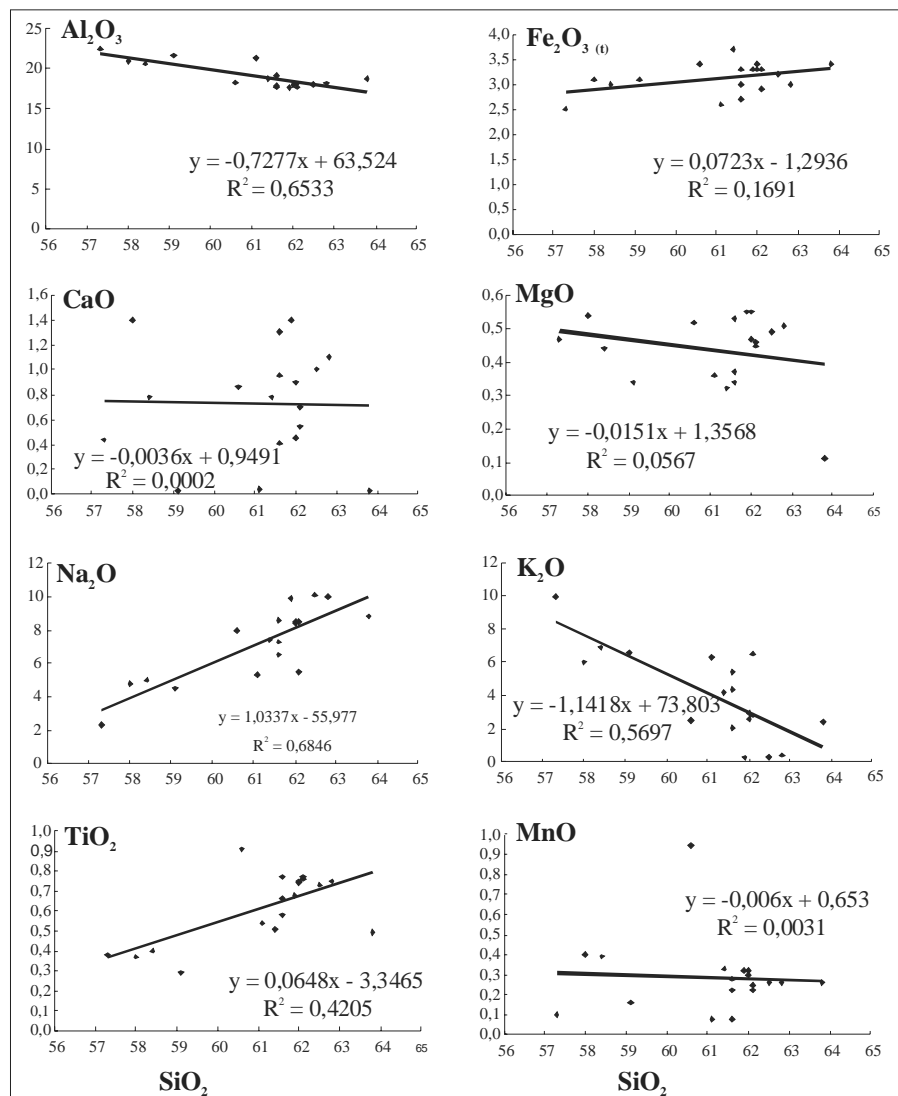 Al₂O₃
25
20
15
10
5
0
y = -0,7277x + 63,524
R² = 0,6533
56 57 58 59 60 61 62 63 64 65
Fe₂O₃ (t)
4,0
3,5
3,0
2,5
2,0
1,5
1,0
0,5
0,0
y = 0,0723x - 1,2936
R² = 0,1691
56 57 58 59 60 61 62 63 64 65
CaO
1,6
1,4
1,2
1,0
0,8
0,6
0,4
0,2
0,0
y = -0,0036x + 0,9491
R² = 0,0002
56 57 58 59 60 61 62 63 64 65
MgO
0,6
0,5
0,4
0,3
0,2
0,1
0,0
y = -0,0151x + 1,3568
R² = 0,0567
56 57 58 59 60 61 62 63 64 65
Na₂O
12
10
8
6
4
2
0
y = 1,0337x - 55,977
R² = 0,6846
56 57 58 59 60 61 62 63 64 65
K₂O
12
10
8
6
4
2
0
y = -1,1418x + 73,803
R² = 0,5697
56 57 58 59 60 61 62 63 64 65
TiO₂
1,0
0,9
0,8
0,7
0,6
0,5
0,4
0,3
0,2
0,1
0,0
y = 0,0648x - 3,3465
R² = 0,4205
56 57 58 59 60 61 62 63 64 65
SiO₂
MnO
1,0
0,9
0,8
0,7
0,6
0,5
0,4
0,3
0,2
0,1
0,0
y = -0,006x + 0,653
R² = 0,0031
56 57 58 59 60 61 62 63 64 65
SiO₂